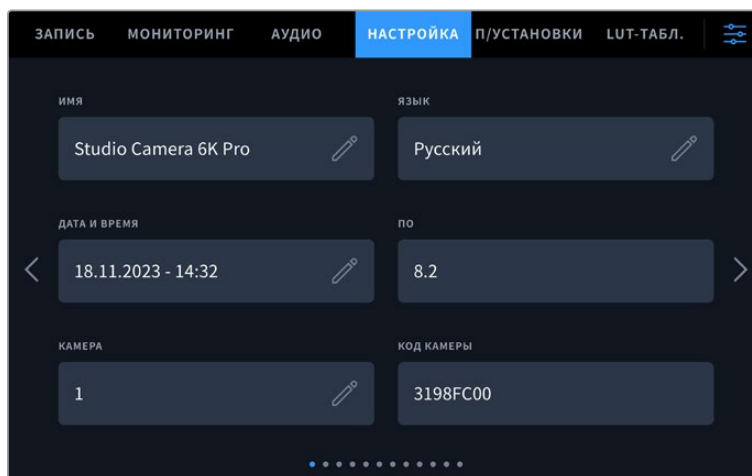 ЗАПИСЬ МОНИТОРИНГ АУДИО НАСТРОЙКА П/УСТАНОВКИ LUT-ТАБЛ.
ИМЯ ЯЗЫК
Studio Camera 6K Pro Русский
ДАТА И ВРЕМЯ ПО
18.11.2023 - 14:32 8.2
КАМЕРА КОД КАМЕРЫ
1 3198FC00